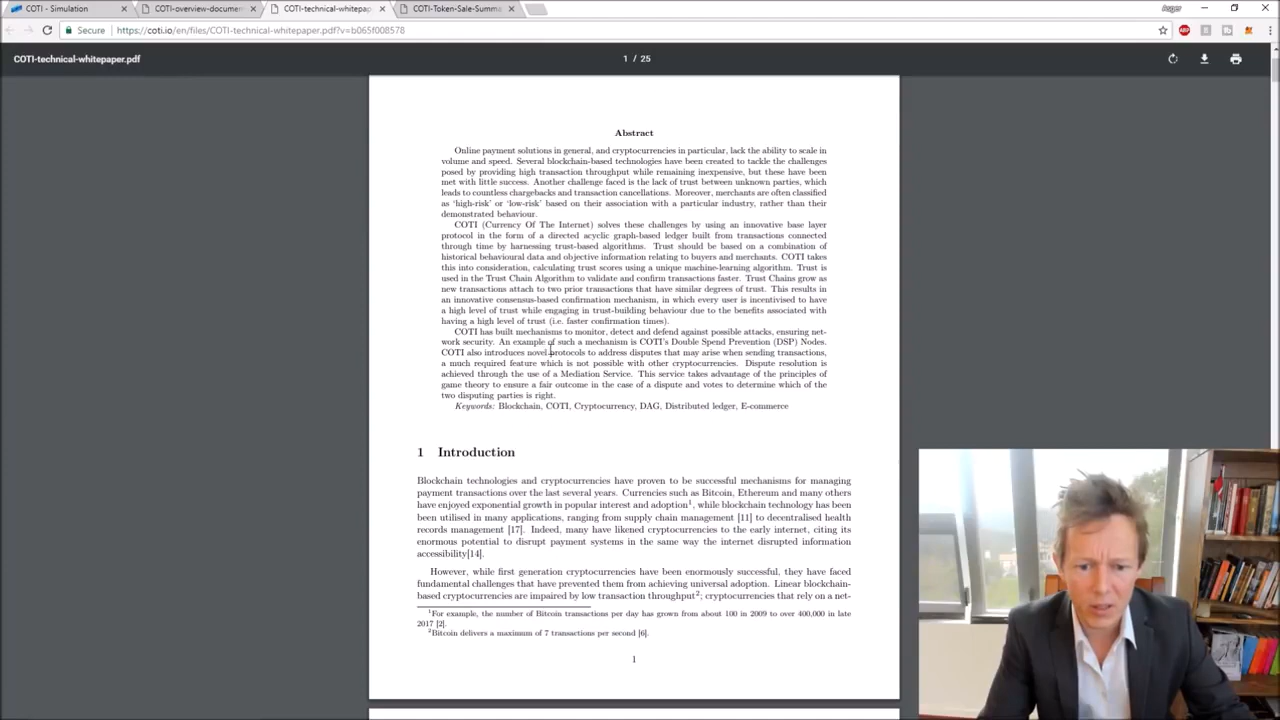 COTI - Simulation
COTI-overview-documen
COTI-technical-whitepap
COTI-Token-Sale-Summa
Secure
https://coti.io/en/files/COTI-technical-whitepaper.pdf?v=b065f008578
COTI-technical-whitepaper.pdf
1 / 25
Abstract
Online payment solutions in general, and cryptocurrencies in particular, lack the ability to scale in
volume and speed. Several blockchain-based technologies have been created to tackle the challenges
posed by providing high transaction throughput while remaining inexpensive, but these have been
met with little success. Another challenge faced is the lack of trust between unknown parties, which
leads to countless chargebacks and transaction cancellations. Moreover, merchants are often classified
as ‘high-risk’ or ‘low-risk’ based on their association with a particular industry, rather than their
demonstrated behaviour.
COTI (Currency Of The Internet) solves these challenges by using an innovative base layer
protocol in the form of a directed acyclic graph-based ledger built from transactions connected
through time by harnessing trust-based algorithms. Trust should be based on a combination of
historical behavioural data and objective information relating to buyers and merchants. COTI takes
this into consideration, calculating trust scores using a unique machine-learning algorithm. Trust is
used in the Trust Chain Algorithm to validate and confirm transactions faster. Trust Chains grow as
new transactions attach to two prior transactions that have similar degrees of trust. This results in
an innovative consensus-based confirmation mechanism, in which every user is incentivised to have
a high level of trust while engaging in trust-building behaviour due to the benefits associated with
having a high level of trust (i.e. faster confirmation times).
COTI has built mechanisms to monitor, detect and defend against possible attacks, ensuring net-
work security. An example of such a mechanism is COTI's Double Spend Prevention (DSP) Nodes.
COTI also introduces novel protocols to address disputes that may arise when sending transactions,
a much required feature which is not possible with other cryptocurrencies. Dispute resolution is
achieved through the use of a Mediation Service. This service takes advantage of the principles of
game theory to ensure a fair outcome in the case of a dispute and votes to determine which of the
two disputing parties is right.
Keywords: Blockchain, COTI, Cryptocurrency, DAG, Distributed ledger, E-commerce
1 Introduction
Blockchain technologies and cryptocurrencies have proven to be successful mechanisms for managing
payment transactions over the last several years. Currencies such as Bitcoin, Ethereum and many others
have enjoyed exponential growth in popular interest and adoption1, while blockchain technology has been
been utilised in many applications, ranging from supply chain management [11] to decentralised health
records management [17]. Indeed, many have likened cryptocurrencies to the early internet, citing its
enormous potential to disrupt payment systems in the same way the internet disrupted information
accessibility[14].
However, while first generation cryptocurrencies have been enormously successful, they have faced
fundamental challenges that have prevented them from achieving universal adoption. Linear blockchain-
based cryptocurrencies are impaired by low transaction throughput2; cryptocurrencies that rely on a net-
1For example, the number of Bitcoin transactions per day has grown from about 100 in 2009 to over 400,000 in late
2017 [2].
2Bitcoin delivers a maximum of 7 transactions per second [6].
1